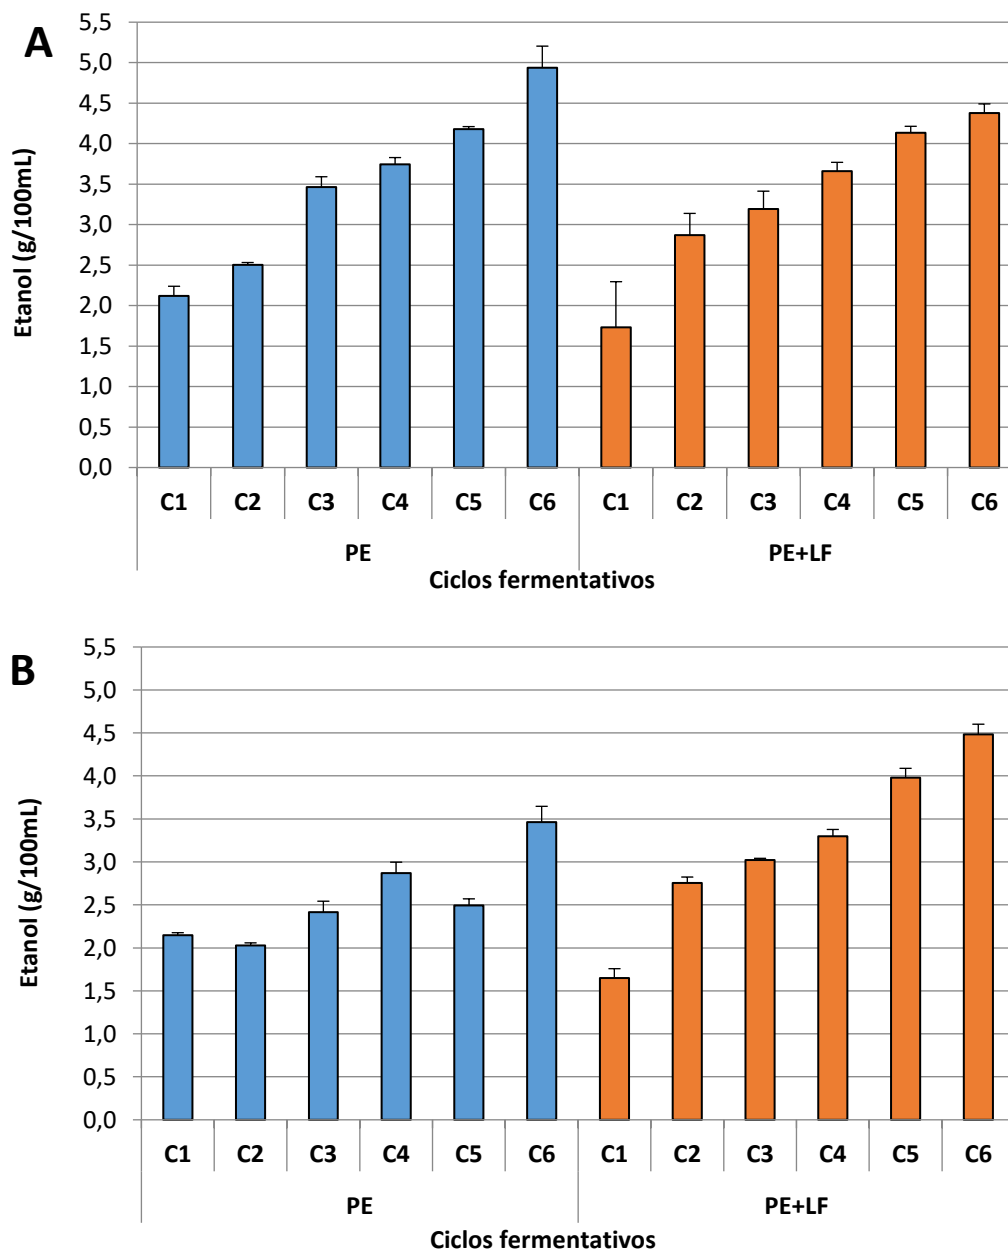 A
Etanol (g/100mL)
5,5
5,0
4,5
4,0
3,5
3,0
2,5
2,0
1,5
1,0
0,5
0,0
C1 C2 C3 C4 C5 C6 C1 C2 C3 C4 C5 C6
PE PE+LF
Ciclos fermentativos
B
Etanol (g/100mL)
5,5
5,0
4,5
4,0
3,5
3,0
2,5
2,0
1,5
1,0
0,5
0,0
C1 C2 C3 C4 C5 C6 C1 C2 C3 C4 C5 C6
PE PE+LF
Ciclos fermentativos